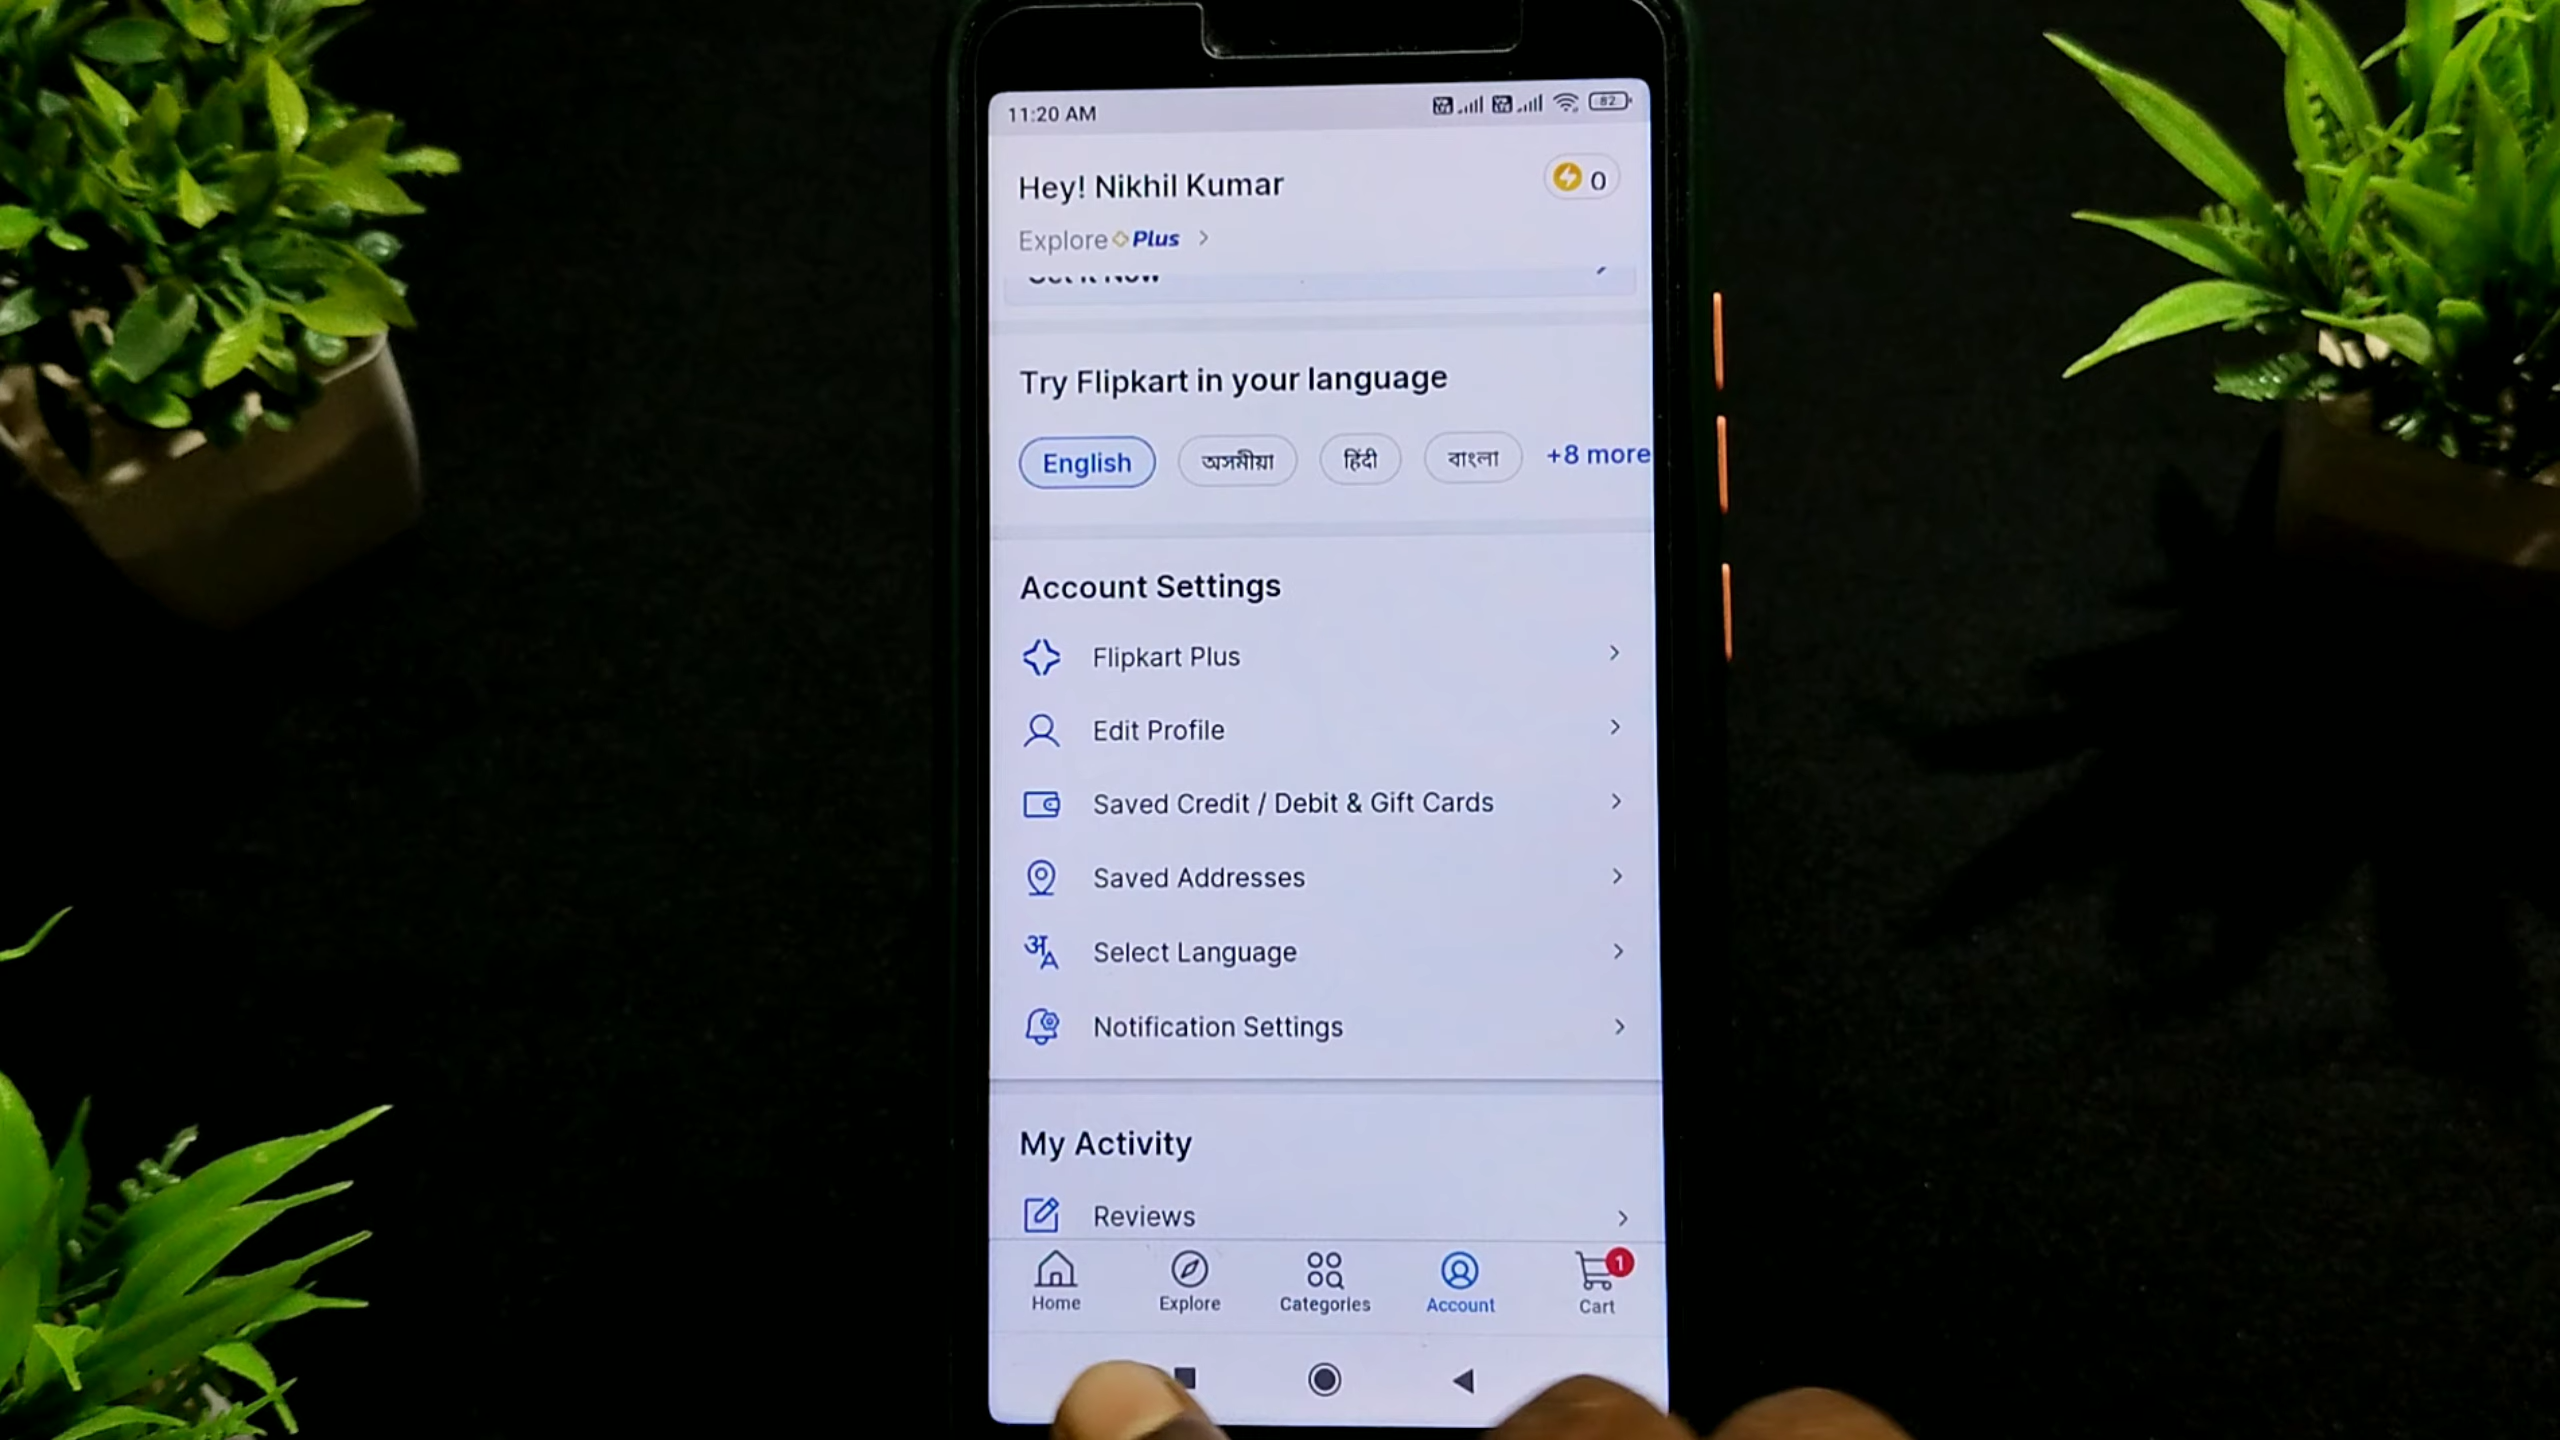 11:20 AM
82
Hey! Nikhil Kumar
0
Explore Plus
Try Flipkart in your language
English
অসমীয়া
हिंदी
বাংলা
+8 more
Account Settings
Flipkart Plus
Edit Profile
Saved Credit / Debit & Gift Cards
Saved Addresses
Select Language
Notification Settings
My Activity
Reviews
1
Home
Explore
Categories
Account
Cart